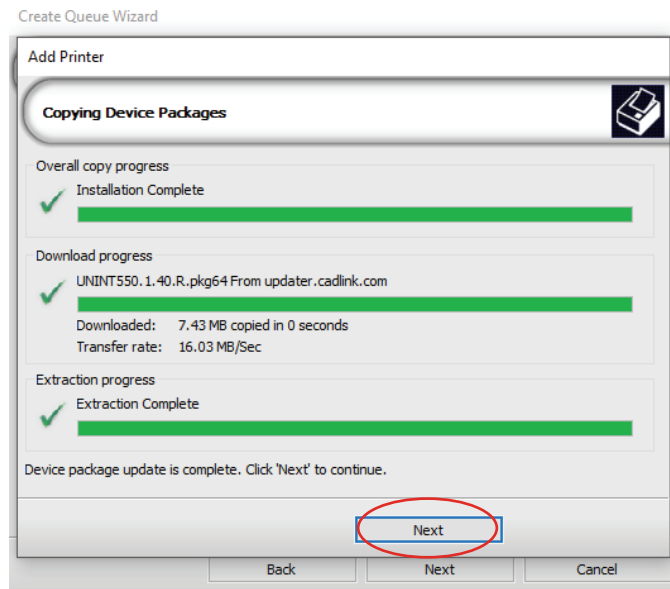 Create Queue Wizard
Add Printer
Copying Device Packages
Overall copy progress
Installation Complete
Download progress
UNINT550.1.40.R.pkg64 From updater.cadlink.com
Downloaded: 7.43 MB copied in 0 seconds
Transfer rate: 16.03 MB/Sec
Extraction progress
Extraction Complete
Device package update is complete. Click 'Next' to continue.
Next
Back Next Cancel